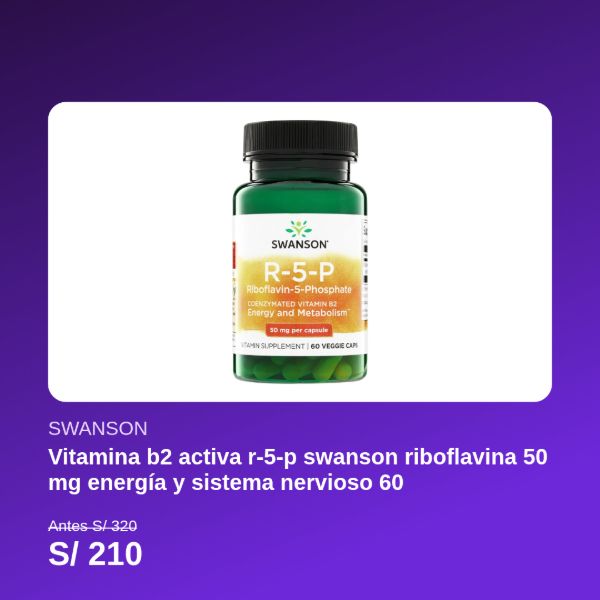 SWANSON
R-5-P
Riboflavin-5-Phosphate
COENZYMATED VITAMIN B2
Energy and Metabolism
50 mg per capsule
VITAMIN SUPPLEMENT | 60 VEGGIE CAPS
SWANSON
Vitamina b2 activa r-5-p swanson riboflavina 50
mg energía y sistema nervioso 60
Antes S/ 320
S/ 210